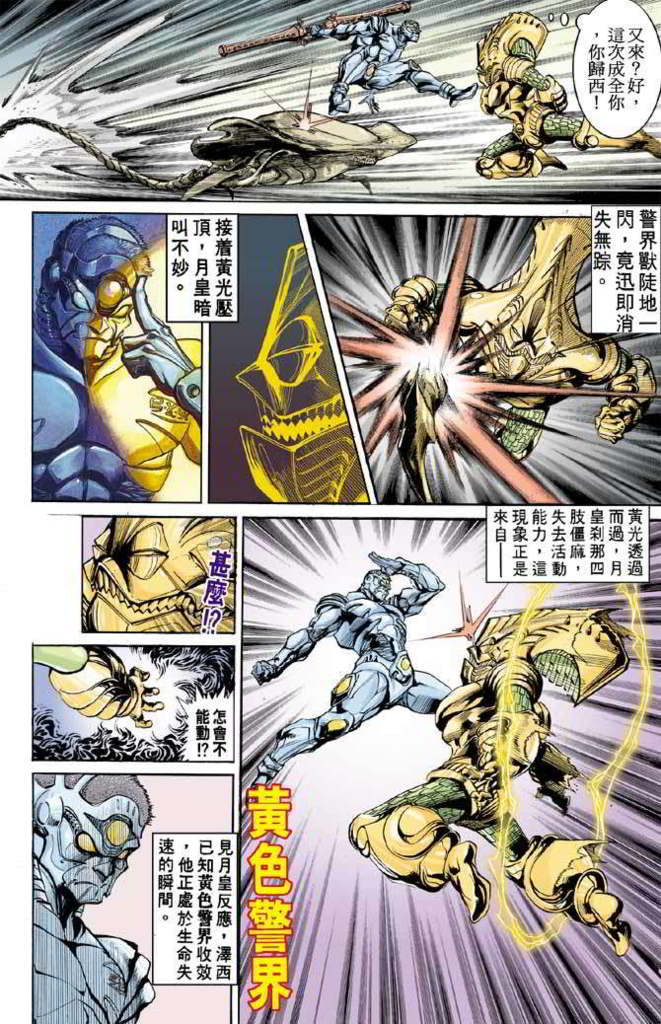 又來？好，
這次成全你
，你歸西！
警界獸陡地一
閃，竟迅即消
失無踪。
接着黃光壓
頂，月皇暗
叫不妙。
黃光透過
而過，月
皇剎那四
肢僵麻，
失去活動
能力，這
現象正是
來自——
甚麼!?
怎會不
能動!?
黃色警界
見月皇反應，澤西
已知黃色警界收效
，他正處於生命失
速的瞬間。